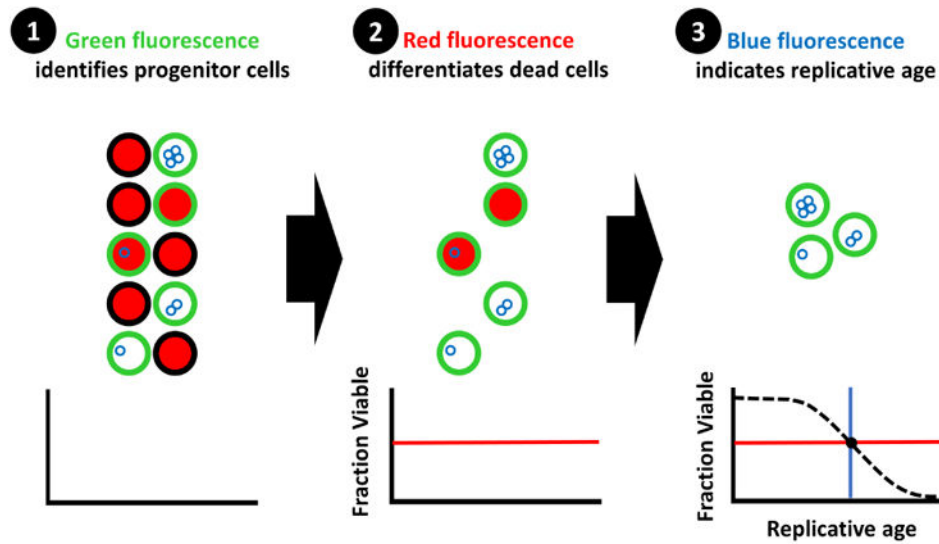 1
Green fluorescence
identifies progenitor cells
2
Red fluorescence
differentiates dead cells
3
Blue fluorescence
indicates replicative age
Fraction Viable
Fraction Viable
Replicative age